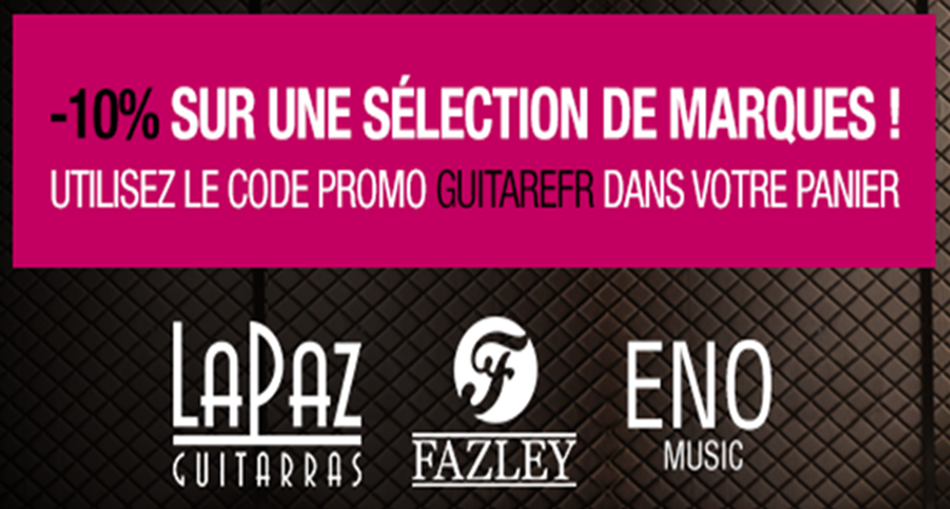 -10% SUR UNE SÉLECTION DE MARQUES !
UTILISEZ LE CODE PROMO GUITAREFR DANS VOTRE PANIER
LAPAZ
GUITARRAS
F
FAZLEY
ENO
MUSIC